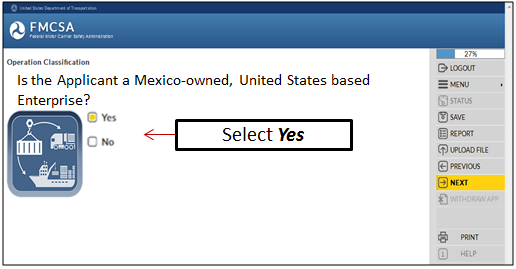 United States Department of Transportation
FMCSA
Federal Motor Carrier Safety Administration
Operation Classification
Is the Applicant a Mexico-owned, United States based
Enterprise?
Yes
No
Select Yes
27%
LOGOUT
MENU
STATUS
SAVE
REPORT
UPLOAD FILE
PREVIOUS
NEXT
WITHDRAW APP
PRINT
HELP